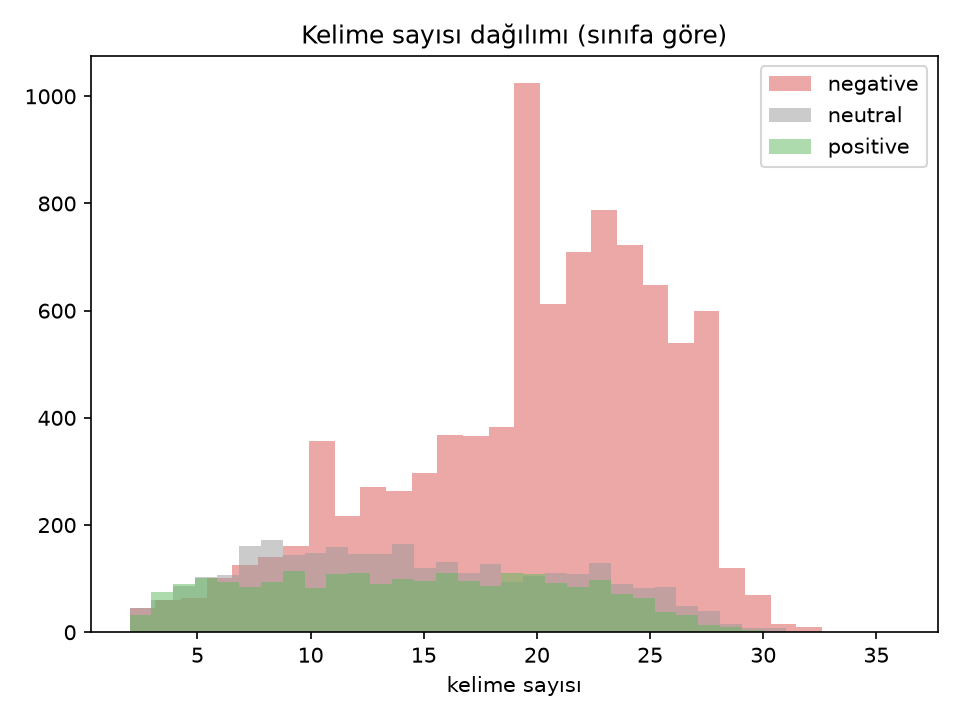 Kelime sayısı dağılımı (sınıfa göre)
negative
neutral
positive
1000
800
600
400
200
0
5 10 15 20 25 30 35
kelime sayısı